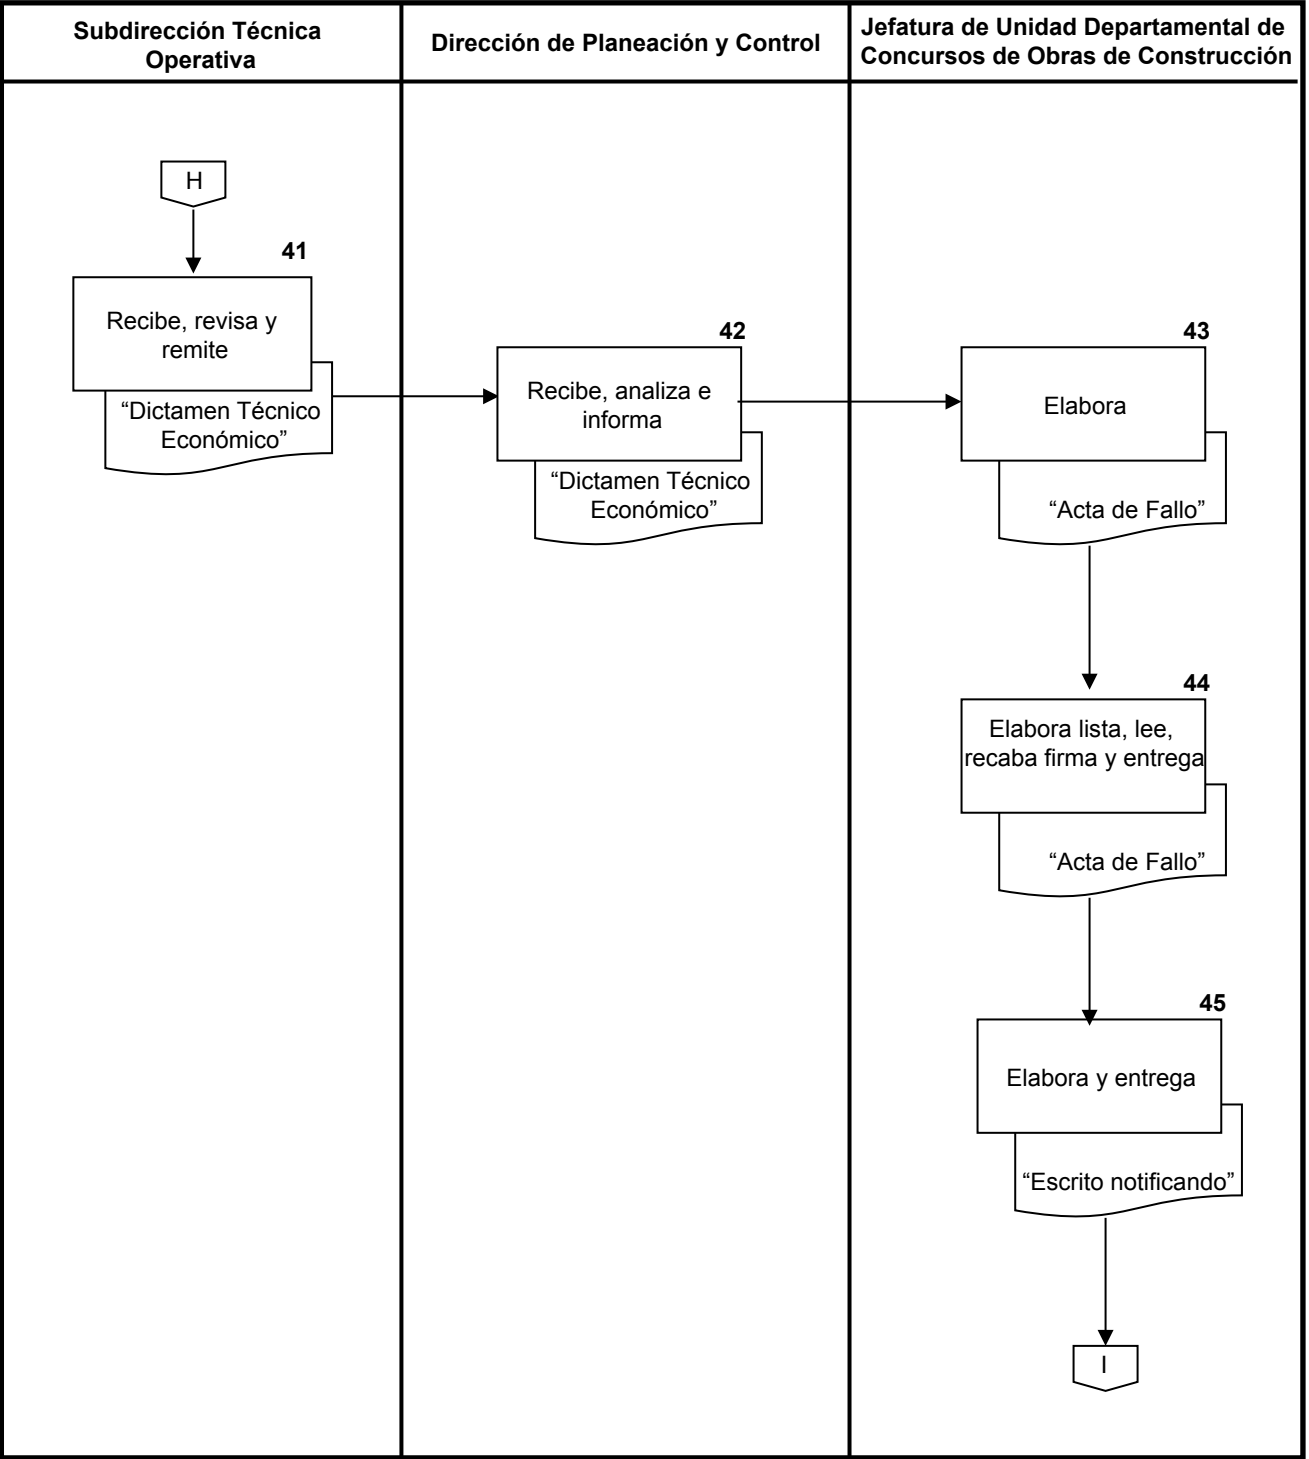 Subdirección Técnica
Operativa
Dirección de Planeación y Control
Jefatura de Unidad Departamental de
Concursos de Obras de Construcción
H
41
Recibe, revisa y
remite
“Dictamen Técnico
Económico”
42
Recibe, analiza e
informa
“Dictamen Técnico
Económico”
43
Elabora
“Acta de Fallo”
44
Elabora lista, lee,
recaba firma y entrega
“Acta de Fallo”
45
Elabora y entrega
“Escrito notificando”
I